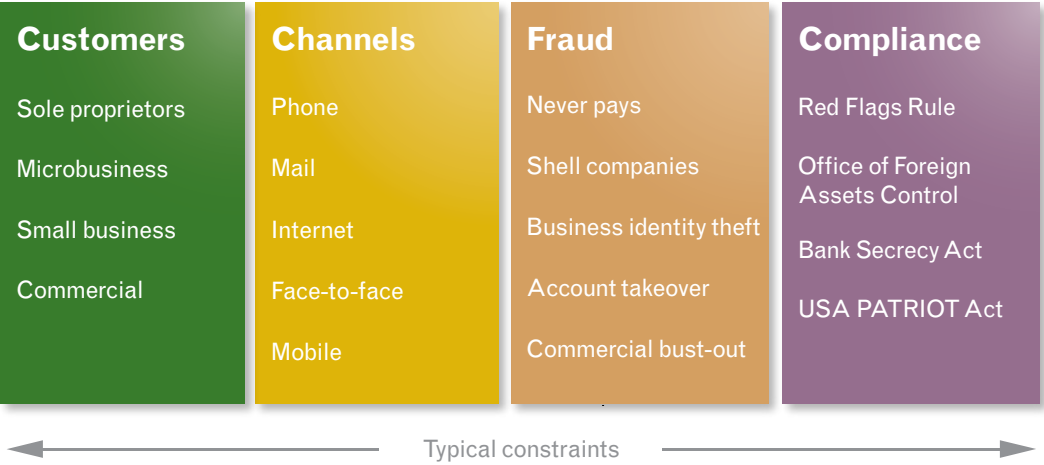 Customers
Sole proprietors
Microbusiness
Small business
Commercial
Channels
Phone
Mail
Internet
Face-to-face
Mobile
Fraud
Never pays
Shell companies
Business identity theft
Account takeover
Commercial bust-out
Compliance
Red Flags Rule
Office of Foreign
Assets Control
Bank Secrecy Act
USA PATRIOT Act
Typical constraints